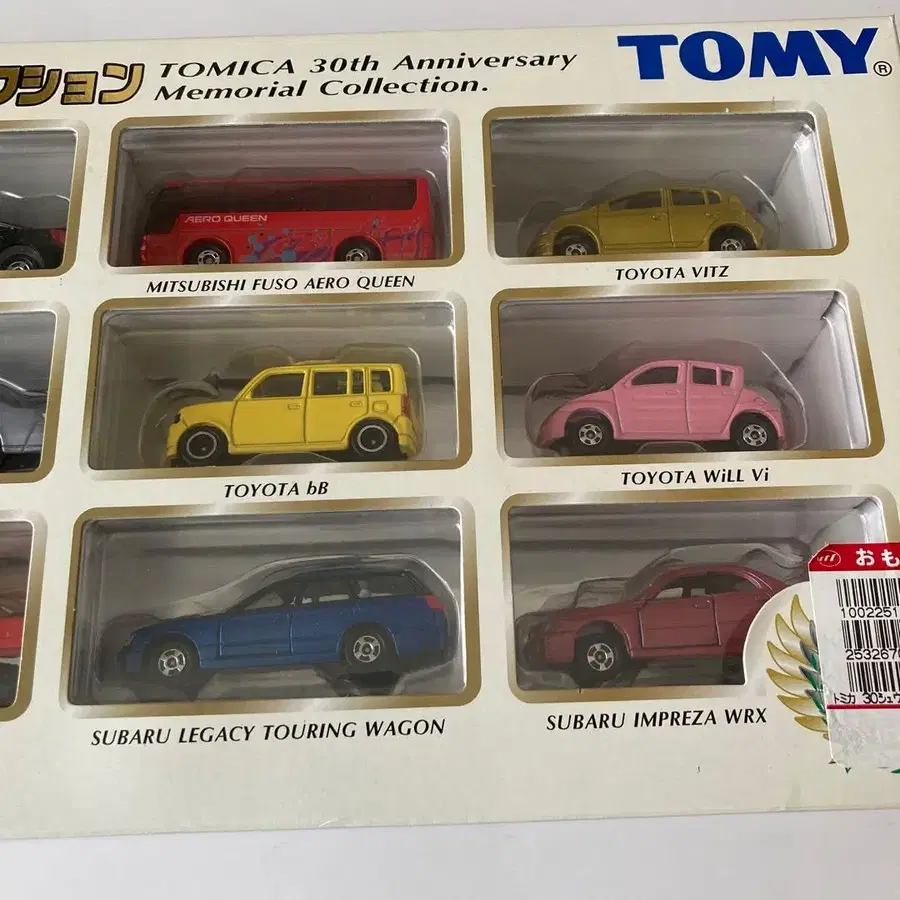 クション
TOMICA 30th Anniversary
Memorial Collection.
TOMY®
AERO QUEEN
MITSUBISHI FUSO AERO QUEEN
TOYOTA VITZ
TOYOTA bB
TOYOTA WiLL Vi
SUBARU LEGACY TOURING WAGON
SUBARU IMPREZA WRX
おも
1002251
253267
トミカ 30シュウ